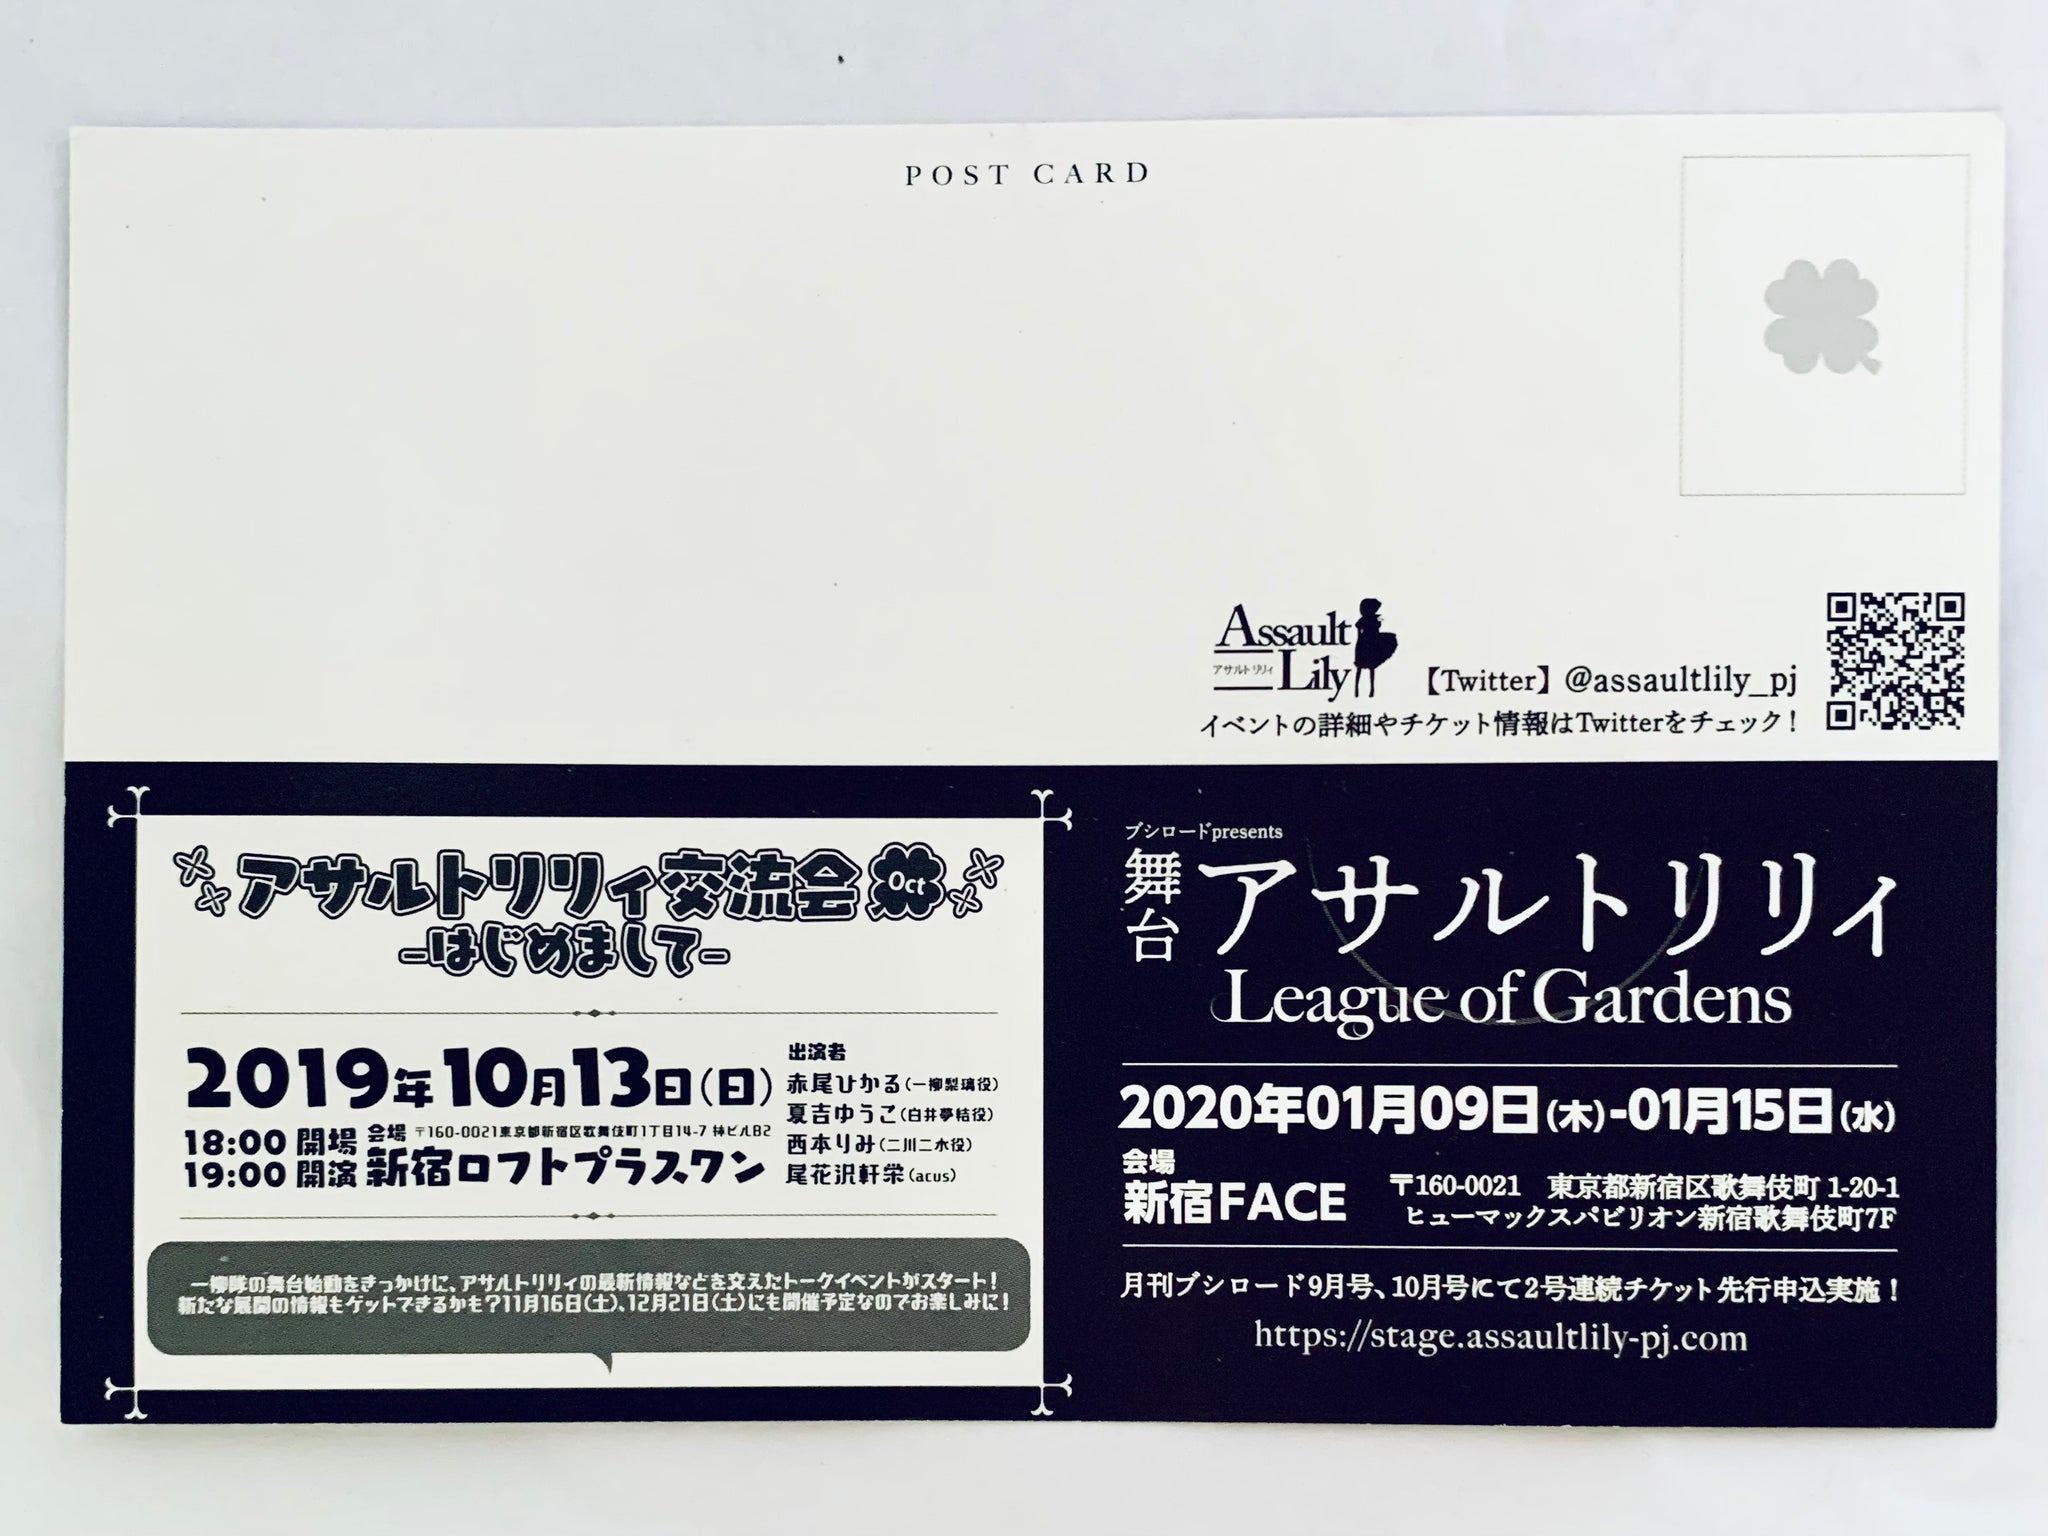 POST CARD
Assault
アサルトリリィ
Lily
【Twitter】@assaultlily_pj
イベントの詳細やチケット情報はTwitterをチェック！
アサルトリリィ交流会 Oct
-はじめまして-
2019年10月13日(日)
18:00 開場
19:00 開演
会場 〒160-0021東京都新宿区歌舞伎町1丁目14-7 林ビルB2
新宿ロフトプラスワン
出演者
赤尾ひかる(一柳梨璃役)
夏吉ゆうこ(白井夢結役)
西本りみ(二川二水役)
尾花沢軒栄(acus)
一柳隊の舞台始動をきっかけに、アサルトリリィの最新情報などを交えたトークイベントがスタート！
新たな展開の情報もゲットできるかも？11月16日(土)、12月21日(土)にも開催予定なのでお楽しみに！
ブシロードpresents
舞台 アサルトリリィ
League of Gardens
2020年01月09日(木)-01月15日(水)
会場
新宿FACE
〒160-0021 東京都新宿区歌舞伎町 1-20-1
ヒューマックスパビリオン新宿歌舞伎町7F
月刊ブシロード9月号、10月号にて2号連続チケット先行申込実施！
https://stage.assaultlily-pj.com